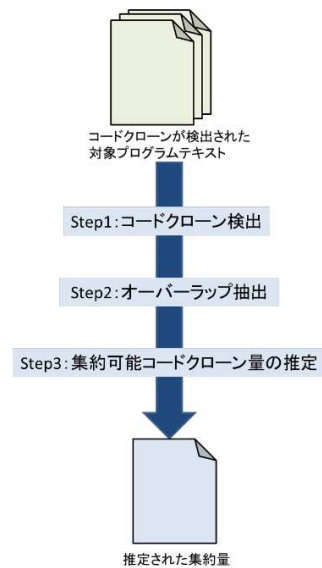 コードクローンが検出された
対象プログラムテキスト
Step1:コードクローン検出
Step2:オーバーラップ抽出
Step3:集約可能コードクローン量の推定
推定された集約量